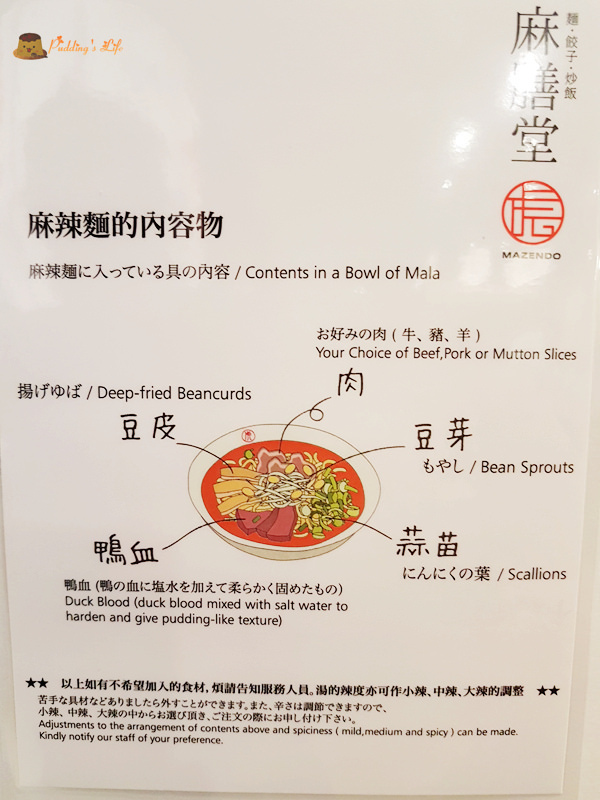 Pudding's Life
麵·餃子·炒飯
麻膳堂
MAZENDO
麻辣麵的內容物
麻辣麵に入っている具の內容 / Contents in a Bowl of Mala
お好みの肉 ( 牛、豬、羊 )
Your Choice of Beef,Pork or Mutton Slices
肉
揚げゆば / Deep-fried Beancurds
豆皮
豆芽
もやし / Bean Sprouts
鴨血
蒜苗
にんにくの葉 / Scallions
鴨血 (鴨の血に塩水を加えて柔らかく固めたもの)
Duck Blood (duck blood mixed with salt water to
harden and give pudding-like texture)
★★ 以上如有不希望加入的食材，煩請告知服務人員。湯的辣度亦可作小辣、中辣、大辣的調整 ★★
苦手な具材などありましたら外すことができます。また、辛さは調節できますので、
小辣、中辣、大辣の中からお選び頂き、ご注文の際にお申し付け下さい。
Adjustments to the arrangement of contents above and spiciness ( mild,medium and spicy ) can be made.
Kindly notify our staff of your preference.